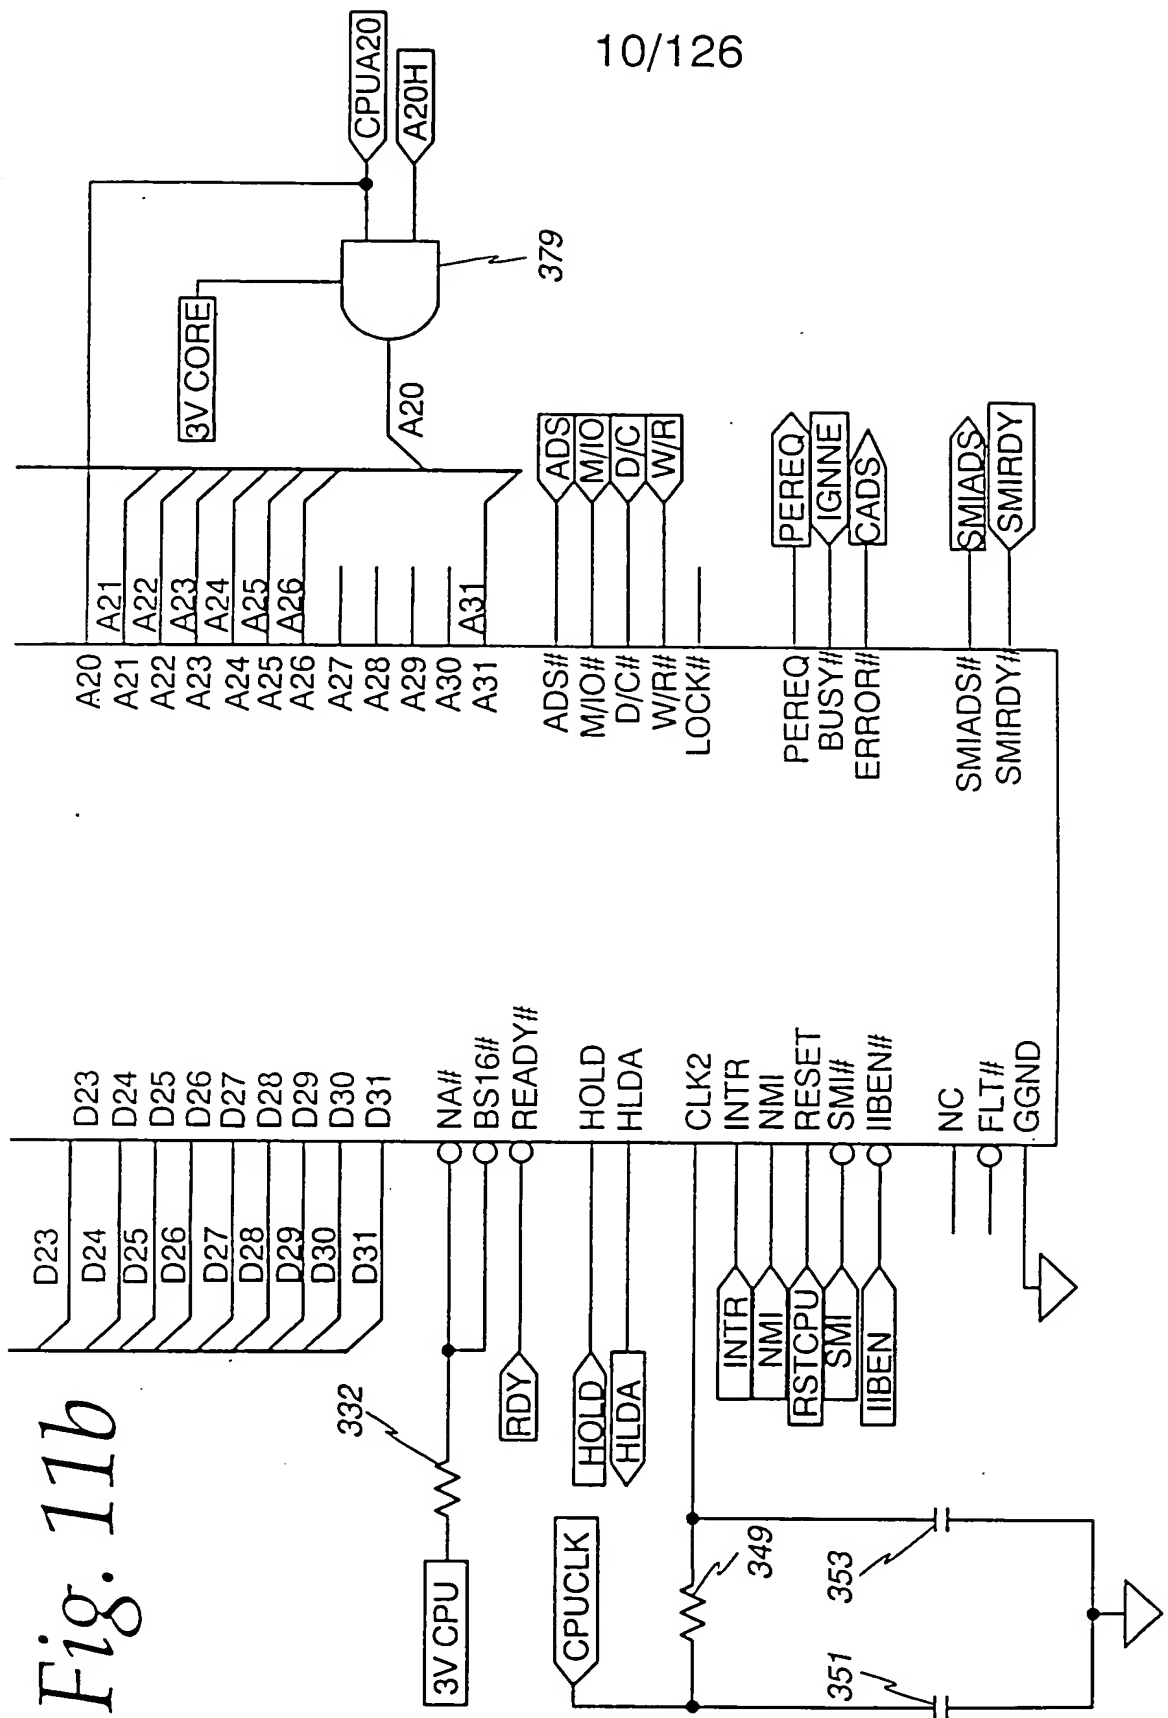 10/126
Fig. 11b
D23
D24
D25
D26
D27
D28
D29
D30
D31
D23
D24
D25
D26
D27
D28
D29
D30
D31
3V CPU
332
NA#
BS16#
RDY
READY#
HOLD
HOLD
HLDA
HLDA
CPUCLK
349
351
353
CLK2
INTR
INTR
NMI
NMI
RSTCPU
RESET
SMI
SMI#
IIBEN
IIBEN#
NC
FLT#
GGND
A20
A21
A22
A23
A24
A25
A26
A27
A28
A29
A30
A31
A21
A22
A23
A24
A25
A26
A31
A20
3V CORE
379
CPUA20
A20H
ADS#
ADS
M/IO#
M/IO
D/C#
D/C
W/R#
W/R
LOCK#
PEREQ
PEREQ
BUSY#
IGNNE
ERROR#
CADS
SMIADS#
SMIADS
SMIRDY#
SMIRDY